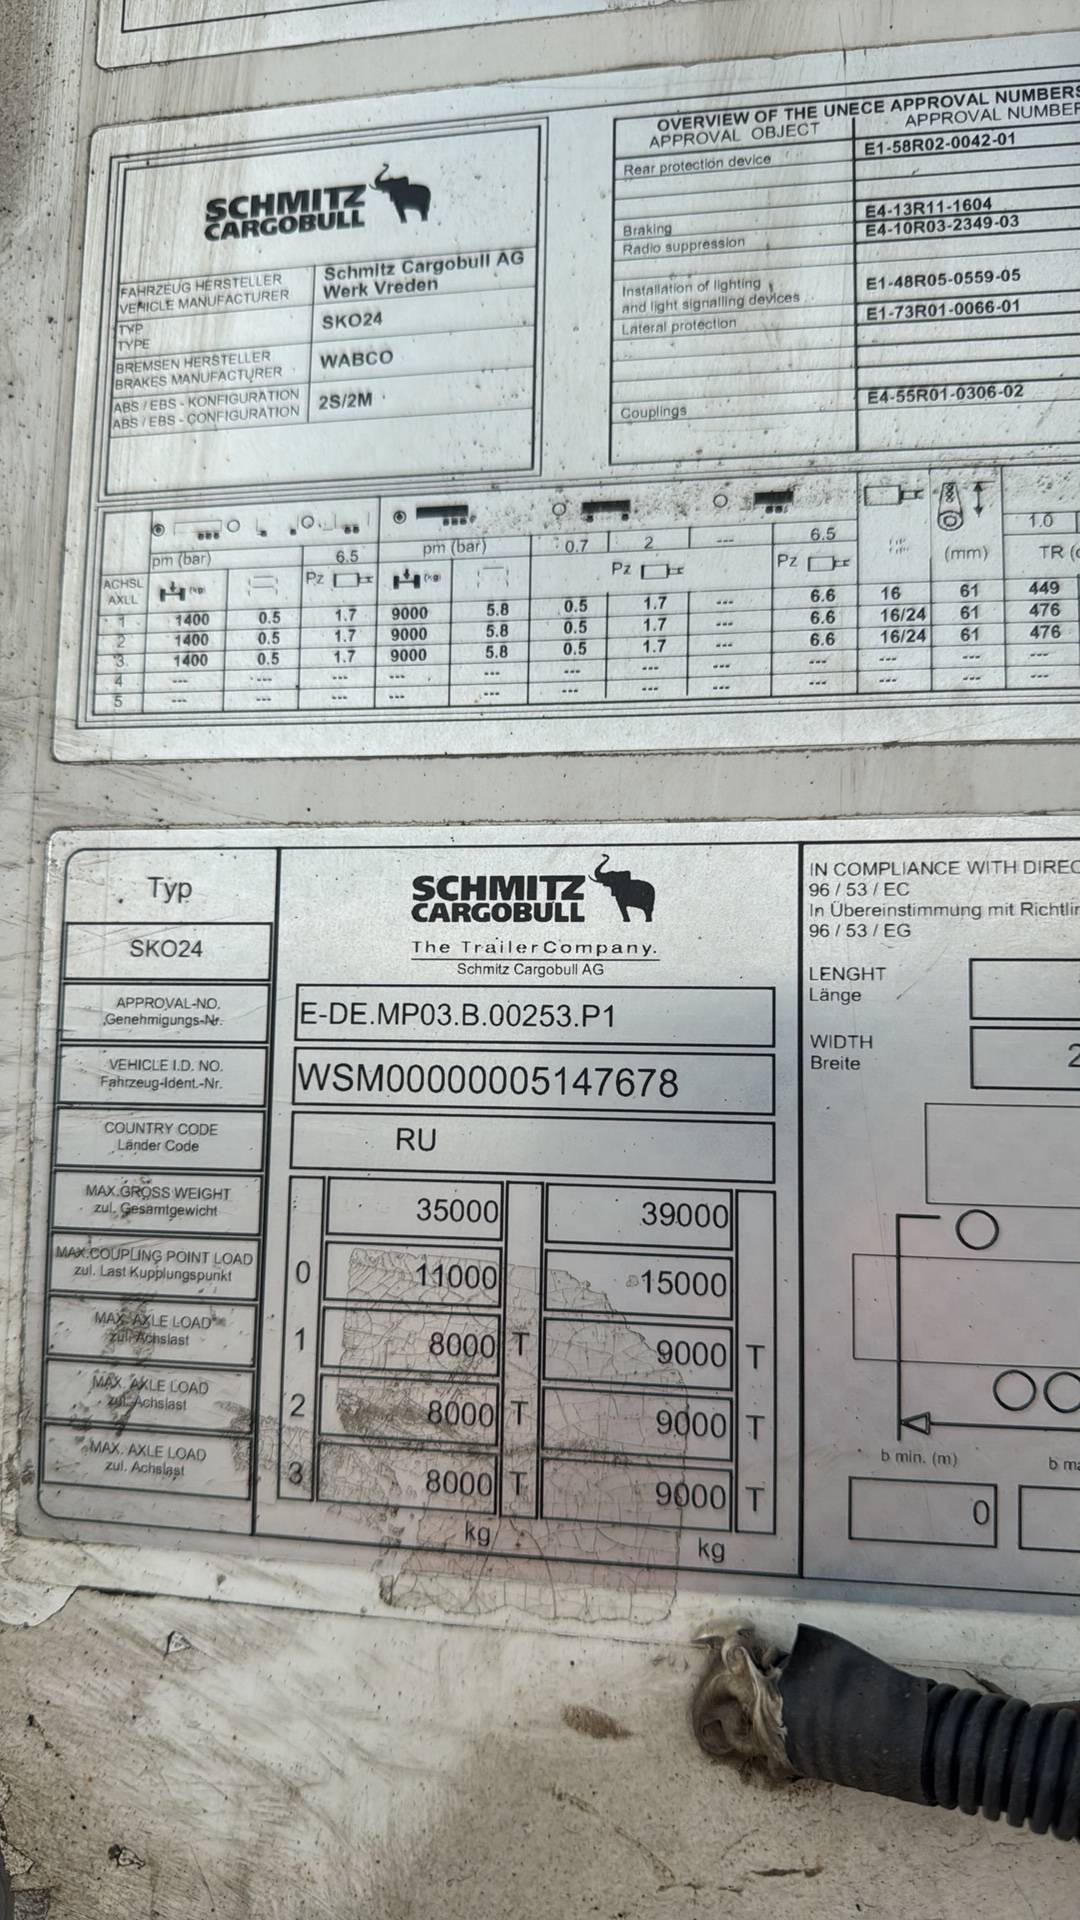 SCHMITZ
CARGOBULL
FAHRZEUG HERSTELLER
VEHICLE MANUFACTURER
Schmitz Cargobull AG
Werk Vreden
TYP
TYPE
SKO24
BREMSEN HERSTELLER
BRAKES MANUFACTURER
WABCO
ABS / EBS - KONFIGURATION
ABS / EBS - CONFIGURATION
2S/2M
OVERVIEW OF THE UNECE APPROVAL NUMBERS
APPROVAL OBJECT APPROVAL NUMBER
Rear protection device E1-58R02-0042-01
Braking E4-13R11-1604
Radio suppression E4-10R03-2349-03
Installation of lighting
and light signalling devices E1-48R05-0559-05
Lateral protection E1-73R01-0066-01
Couplings E4-55R01-0306-02
pm (bar) 6.5 pm (bar) 0.7 2 --- 6.5 (mm) 1.0
ACHSL
AXLL
Pz Pz Pz TR
1 1400 0.5 1.7 9000 5.8 0.5 1.7 --- 6.6 16 61 449
2 1400 0.5 1.7 9000 5.8 0.5 1.7 --- 6.6 16/24 61 476
3 1400 0.5 1.7 9000 5.8 0.5 1.7 --- 6.6 16/24 61 476
4 --- --- --- --- --- --- --- --- --- --- --- ---
5 --- --- --- --- --- --- --- --- --- --- --- ---
Typ
SKO24
SCHMITZ
CARGOBULL
The TrailerCompany.
Schmitz Cargobull AG
APPROVAL-NO.
Genehmigungs-Nr.
E-DE.MP03.B.00253.P1
VEHICLE I.D. NO.
Fahrzeug-Ident.-Nr.
WSM00000005147678
COUNTRY CODE
Länder Code
RU
MAX.GROSS WEIGHT
zul. Gesamtgewicht
35000 39000
MAX.COUPLING POINT LOAD
zul. Last Kupplungspunkt
0 11000 15000
MAX. AXLE LOAD
zul. Achslast
1 8000 T 9000 T
MAX. AXLE LOAD
zul. Achslast
2 8000 T 9000 T
MAX. AXLE LOAD
zul. Achslast
3 8000 T 9000 T
kg kg
IN COMPLIANCE WITH DIREC
96 / 53 / EC
In Übereinstimmung mit Richtlin
96 / 53 / EG
LENGHT
Länge
WIDTH
Breite
2
b min. (m) b ma
0